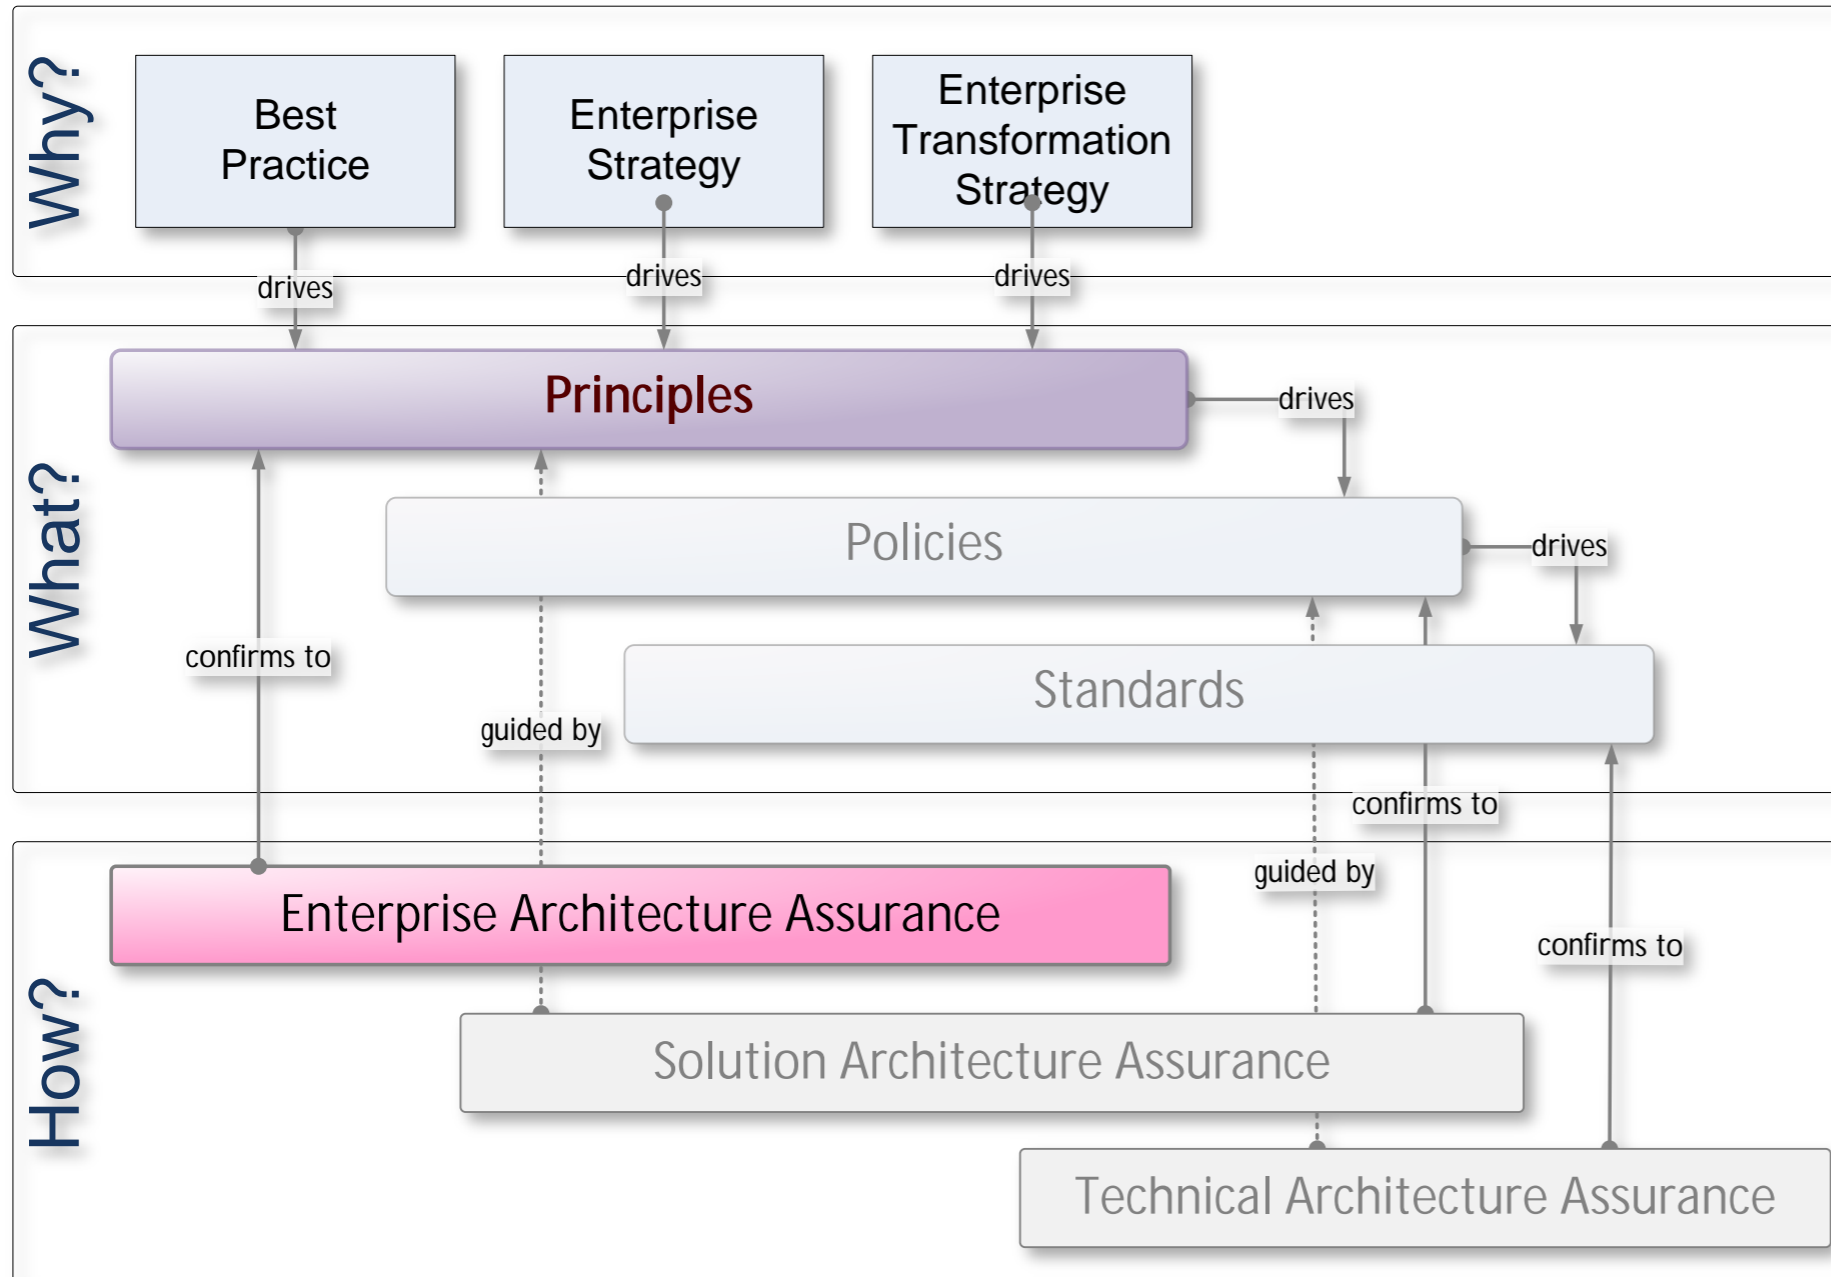 Why?
Best
Practice
Enterprise
Strategy
Enterprise
Transformation
Strategy
drives
drives
drives
What?
Principles
drives
Policies
drives
confirms to
Standards
guided by
confirms to
How?
guided by
Enterprise Architecture Assurance
confirms to
Solution Architecture Assurance
Technical Architecture Assurance